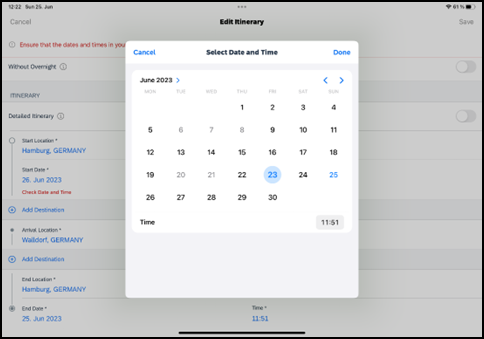 12:22 Sun 25. Jun
61 %
Cancel Edit Itinerary Save
Ensure that the dates and times in you
Cancel Select Date and Time Done
Without Overnight
June 2023
MON TUE WED THU FRI SAT SUN
ITINERARY
1 2 3 4
Detailed Itinerary
5 6 7 8 9 10 11
Start Location *
Hamburg, GERMANY
12 13 14 15 16 17 18
Start Date *
26. Jun 2023
19 20 21 22 23 24 25
Check Date and Time
26 27 28 29 30
Add Destination
Time 11:51
Arrival Location *
Walldorf, GERMANY
Add Destination
End Location *
Hamburg, GERMANY
End Date * Time *
25. Jun 2023 11:51